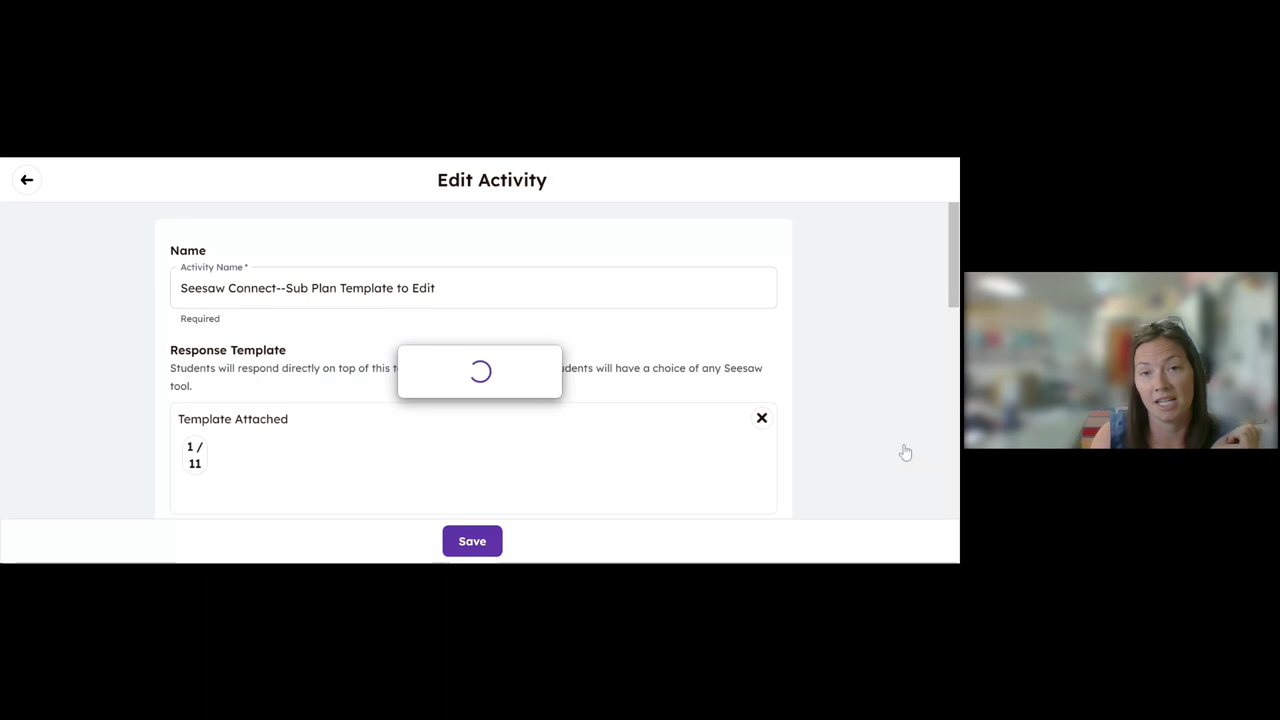 Edit Activity
Name
Activity Name *
Seesaw Connect--Sub Plan Template to Edit
Required
Response Template
Students will respond directly on top of this t
udents will have a choice of any Seesaw
tool.
Template Attached
1 /
11
Save